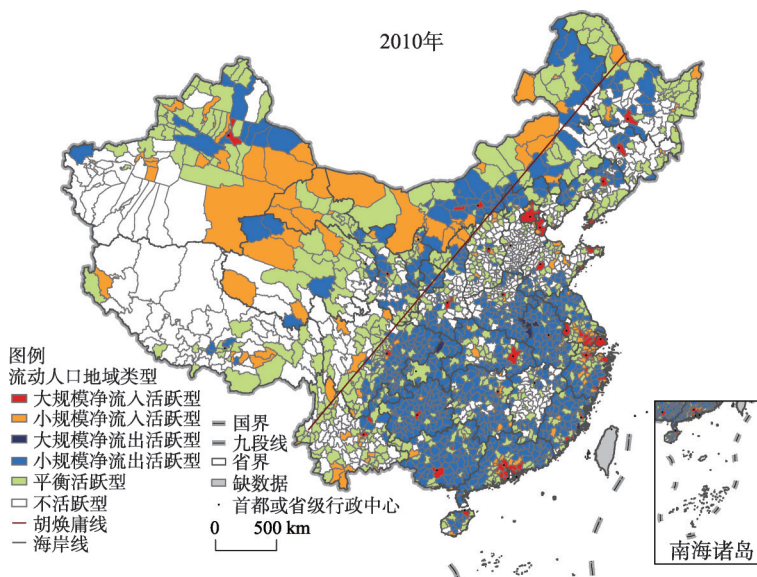 2010年
图例
流动人口地域类型
大规模净流入活跃型
小规模净流入活跃型
大规模净流出活跃型
小规模净流出活跃型
平衡活跃型
不活跃型
胡焕庸线
海岸线
国界
九段线
省界
缺数据
首都或省级行政中心
0 500 km
南海诸岛